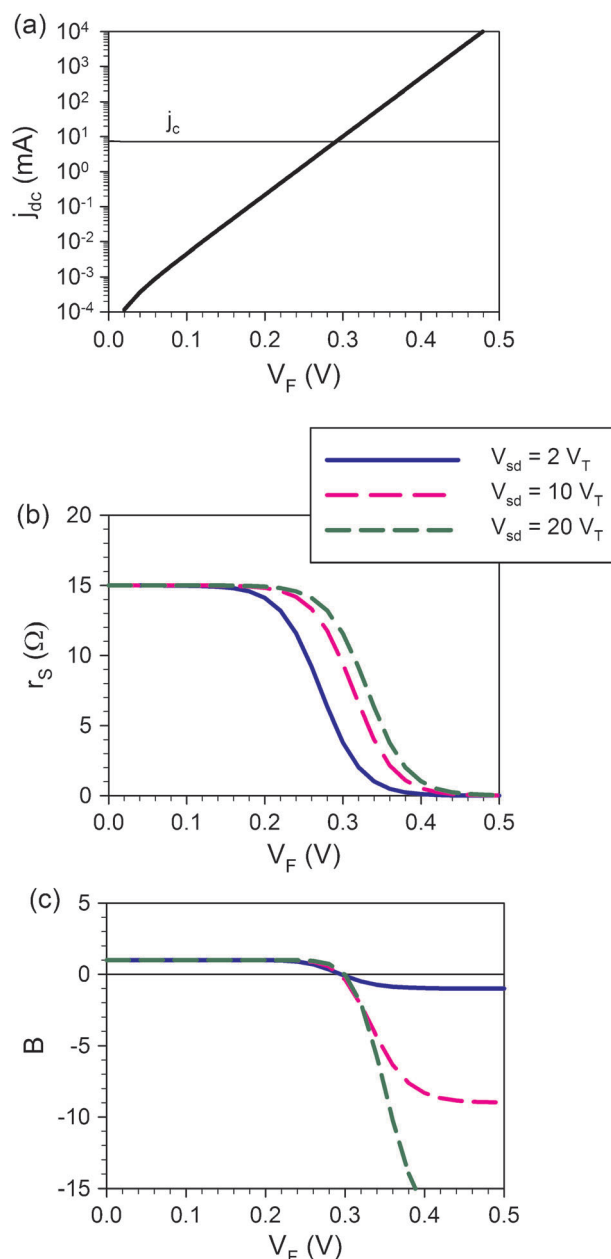 (a)
10^4
10^3
10^2
10^1
10^0
10^-1
10^-2
10^-3
10^-4
j_dc (mA)
j_c
0.0 0.1 0.2 0.3 0.4 0.5
V_F (V)
V_sd = 2 V_T
V_sd = 10 V_T
V_sd = 20 V_T
(b)
20
15
10
5
0
r_S (Ω)
0.0 0.1 0.2 0.3 0.4 0.5
V_F (V)
(c)
5
0
-5
-10
-15
B
0.0 0.1 0.2 0.3 0.4 0.5
V_F (V)